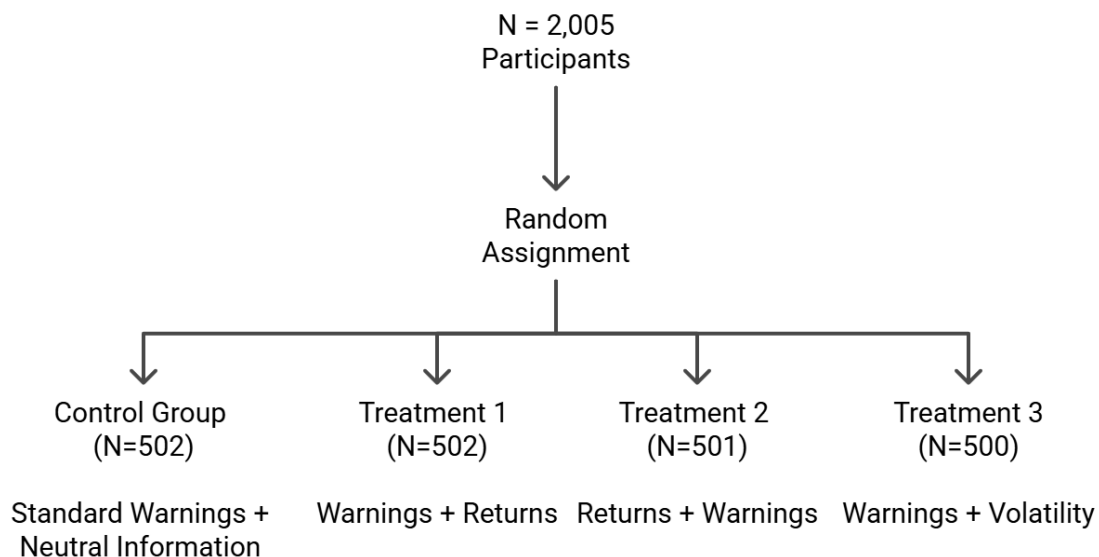 N = 2,005
Participants
Random
Assignment
Control Group
(N=502)
Standard Warnings +
Neutral Information
Treatment 1
(N=502)
Warnings + Returns
Treatment 2
(N=501)
Returns + Warnings
Treatment 3
(N=500)
Warnings + Volatility